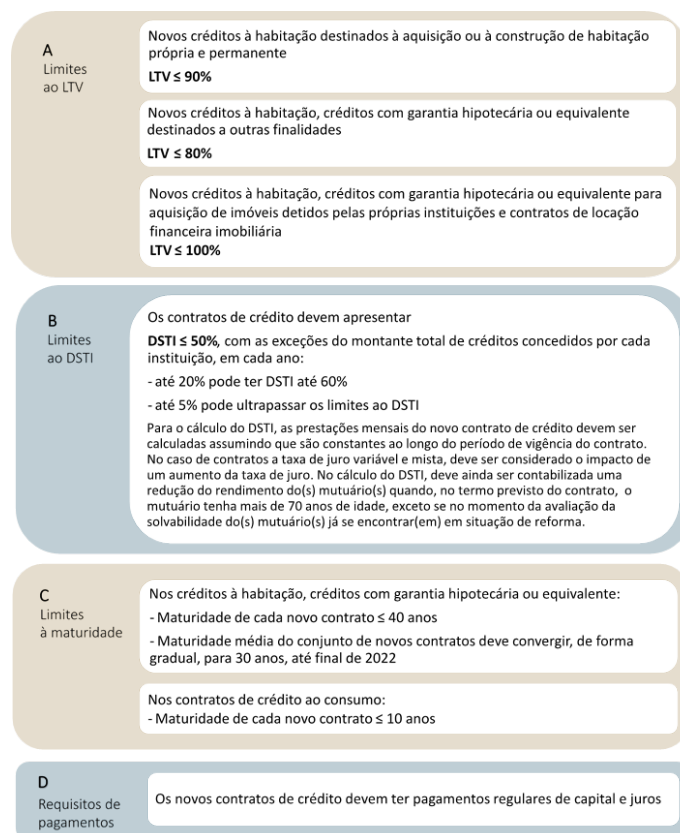 A
Limites
ao LTV
Novos créditos à habitação destinados à aquisição ou à construção de habitação
própria e permanente
LTV ≤ 90%
Novos créditos à habitação, créditos com garantia hipotecária ou equivalente
destinados a outras finalidades
LTV ≤ 80%
Novos créditos à habitação, créditos com garantia hipotecária ou equivalente para
aquisição de imóveis detidos pelas próprias instituições e contratos de locação
financeira imobiliária
LTV ≤ 100%
B
Limites
ao DSTI
Os contratos de crédito devem apresentar
DSTI ≤ 50%, com as exceções do montante total de créditos concedidos por cada
instituição, em cada ano:
- até 20% pode ter DSTI até 60%
- até 5% pode ultrapassar os limites ao DSTI
Para o cálculo do DSTI, as prestações mensais do novo contrato de crédito devem ser
calculadas assumindo que são constantes ao longo do período de vigência do contrato.
No caso de contratos a taxa de juro variável e mista, deve ser considerado o impacto de
um aumento da taxa de juro. No cálculo do DSTI, deve ainda ser contabilizada uma
redução do rendimento do(s) mutuário(s) quando, no termo previsto do contrato, o
mutuário tenha mais de 70 anos de idade, exceto se no momento da avaliação da
solvabilidade do(s) mutuário(s) já se encontrar(em) em situação de reforma.
C
Limites
à maturidade
Nos créditos à habitação, créditos com garantia hipotecária ou equivalente:
- Maturidade de cada novo contrato ≤ 40 anos
- Maturidade média do conjunto de novos contratos deve convergir, de forma
gradual, para 30 anos, até final de 2022
Nos contratos de crédito ao consumo:
- Maturidade de cada novo contrato ≤ 10 anos
D
Requisitos de
pagamentos
Os novos contratos de crédito devem ter pagamentos regulares de capital e juros